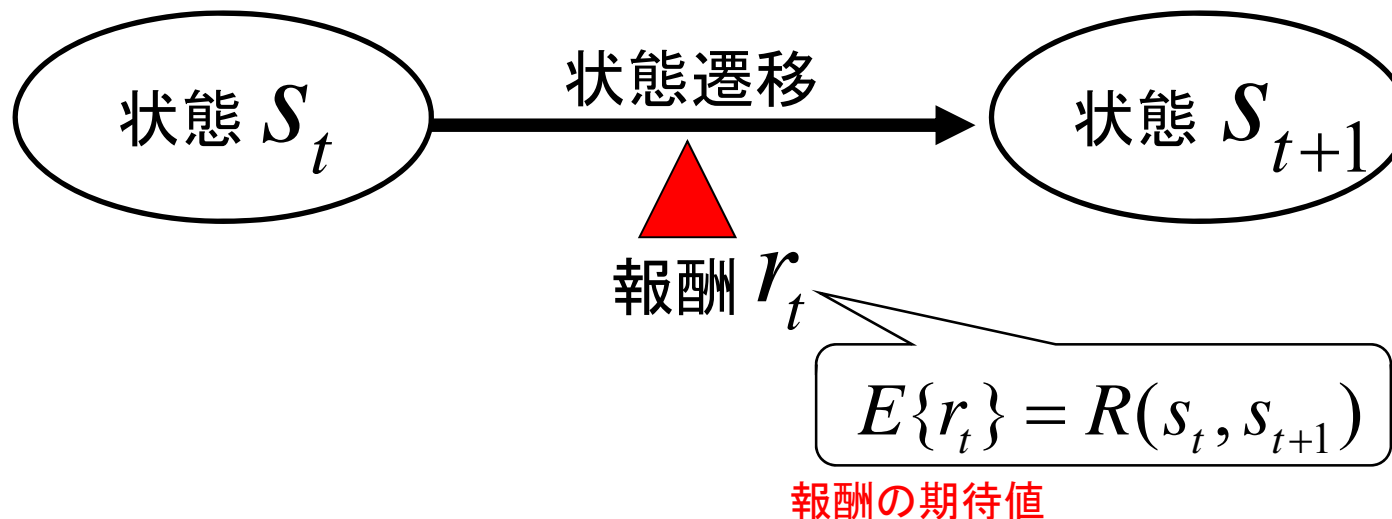 状態遷移
状態 s_t
状態 s_{t+1}
報酬 r_t
E{r_t} = R(s_t, s_{t+1})
報酬の期待値